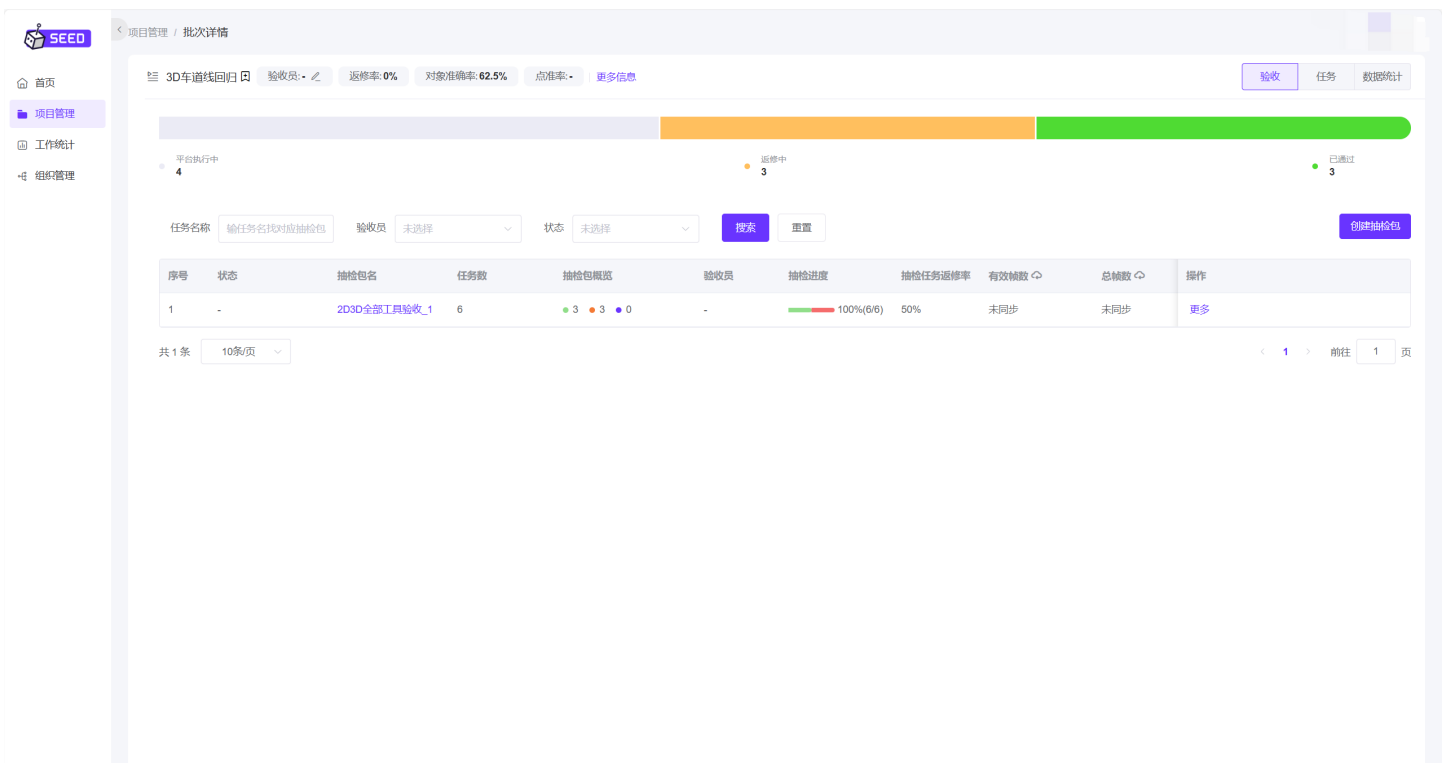 SEED
项目管理 / 批次详情
首页
项目管理
工作统计
组织管理
3D车道线回归 验收员: - 返修率: 0% 对象准确率: 62.5% 点准率: - 更多信息
验收 任务 数据统计
平台执行中
4
返修中
3
已通过
3
任务名称 输任务名找对应抽检包 验收员 未选择 状态 未选择 搜索 重置 创建抽检包
序号 状态 抽检包名 任务数 抽检包概览 验收员 抽检进度 抽检任务返修率 有效帧数 总帧数 操作
1 - 2D3D全部工具验收_1 6 3 3 0 - 100%(6/6) 50% 未同步 未同步 更多
共 1 条 10条/页 1 前往 1 页